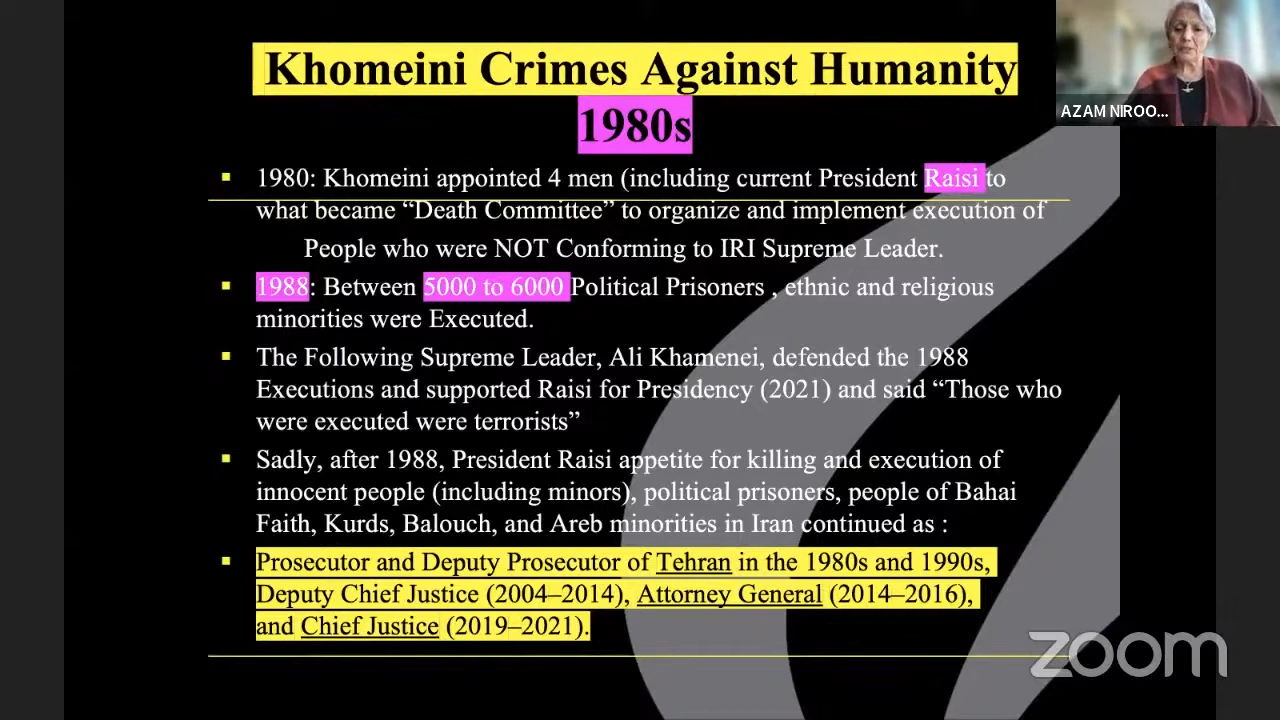 Khomeini Crimes Against Humanity
1980s
AZAM NIROO...
▪ 1980: Khomeini appointed 4 men (including current President Raisi to
what became “Death Committee” to organize and implement execution of
People who were NOT Conforming to IRI Supreme Leader.
▪ 1988: Between 5000 to 6000 Political Prisoners , ethnic and religious
minorities were Executed.
▪ The Following Supreme Leader, Ali Khamenei, defended the 1988
Executions and supported Raisi for Presidency (2021) and said “Those who
were executed were terrorists”
▪ Sadly, after 1988, President Raisi appetite for killing and execution of
innocent people (including minors), political prisoners, people of Bahai
Faith, Kurds, Balouch, and Areb minorities in Iran continued as :
▪ Prosecutor and Deputy Prosecutor of Tehran in the 1980s and 1990s,
Deputy Chief Justice (2004–2014), Attorney General (2014–2016),
and Chief Justice (2019–2021).
zoom